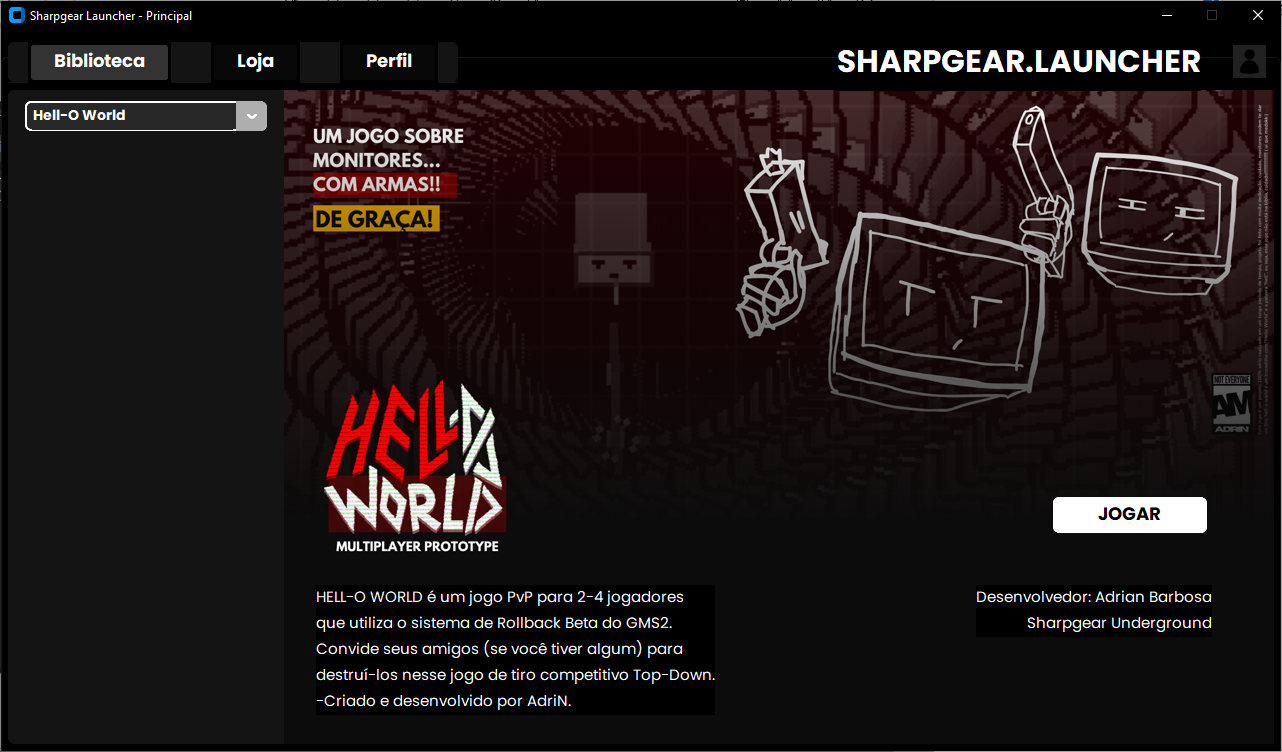 Sharpgear Launcher - Principal
Biblioteca
Loja
Perfil
SHARPGEAR.LAUNCHER
Hell-O World
UM JOGO SOBRE
MONITORES...
COM ARMAS!!
DE GRAÇA!
HELL-O
WORLD
MULTIPLAYER PROTOTYPE
NOT EVERYONE
AM
ADRIN
JOGAR
HELL-O WORLD é um jogo PvP para 2-4 jogadores
que utiliza o sistema de Rollback Beta do GMS2.
Convide seus amigos (se você tiver algum) para
destruí-los nesse jogo de tiro competitivo Top-Down.
-Criado e desenvolvido por AdriN.
Desenvolvedor: Adrian Barbosa
Sharpgear Underground